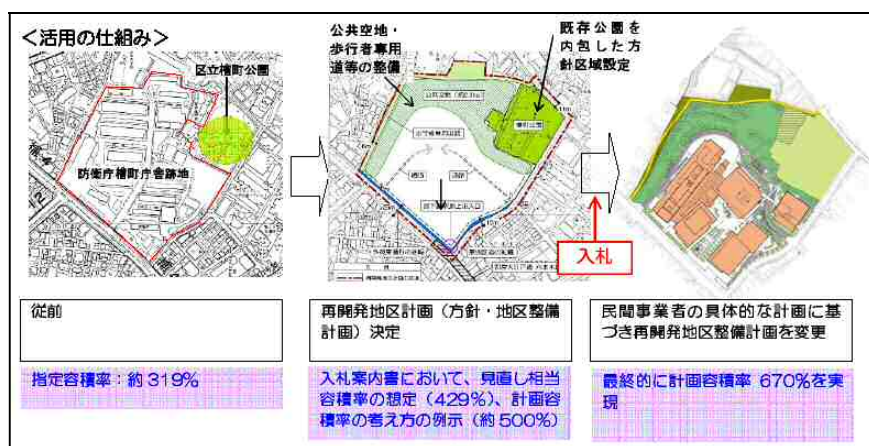 ＜活用の仕組み＞
区立檜町公園
防衛庁檜町庁舎跡地
公共空地・
歩行者専用
道等の整備
既存公園を
内包した方
針区域設定
檜町公園
入札
従前
指定容積率：約319％
再開発地区計画（方針・地区整備
計画）決定
入札案内書において、見直し相当
容積率の想定（429％）、計画容
積率の考え方の例示（約500％）
民間事業者の具体的な計画に基
づき再開発地区整備計画を変更
最終的に計画容積率 670％を実
現